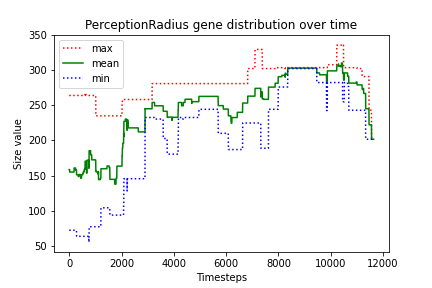 PerceptionRadius gene distribution over time
350
300
250
200
150
100
50
Size value
max
mean
min
0 2000 4000 6000 8000 10000 12000
Timesteps